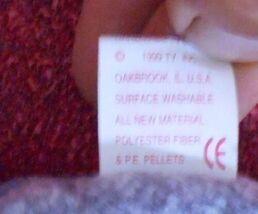 © 1999 TY INC.
OAKBROOK, IL U.S.A.
SURFACE WASHABLE
ALL NEW MATERIAL
POLYESTER FIBER
& P.E. PELLETS CE